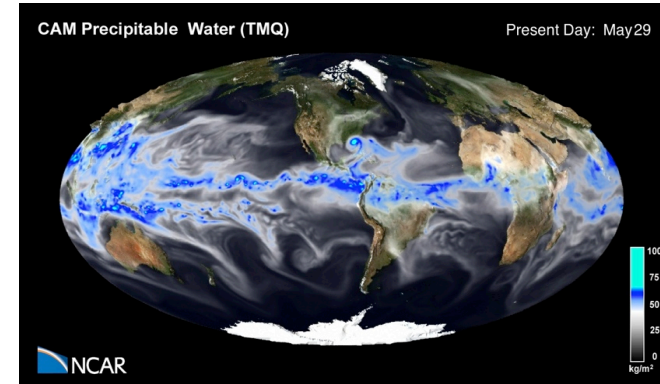 CAM Precipitable Water (TMQ)
Present Day: May29
100
75
50
25
0
kg/m²
NCAR